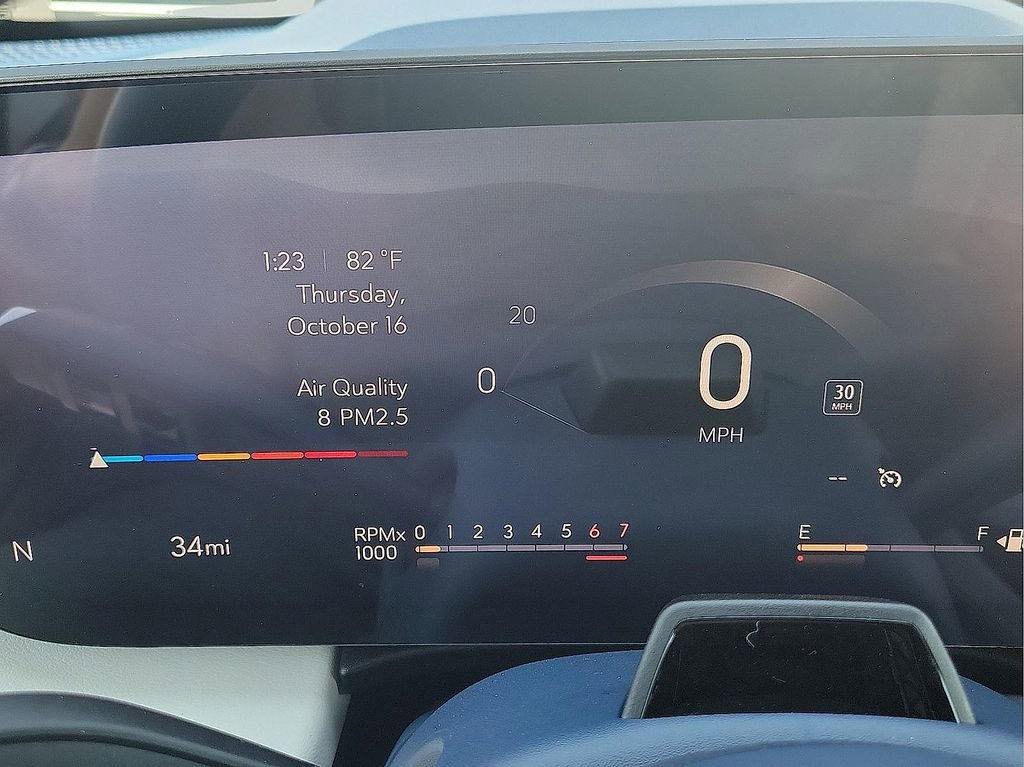 1:23 | 82 °F
Thursday,
October 16
Air Quality
8 PM2.5
20
0
0
MPH
30
MPH
--
N
34mi
RPMx
1000
0 1 2 3 4 5 6 7
E F